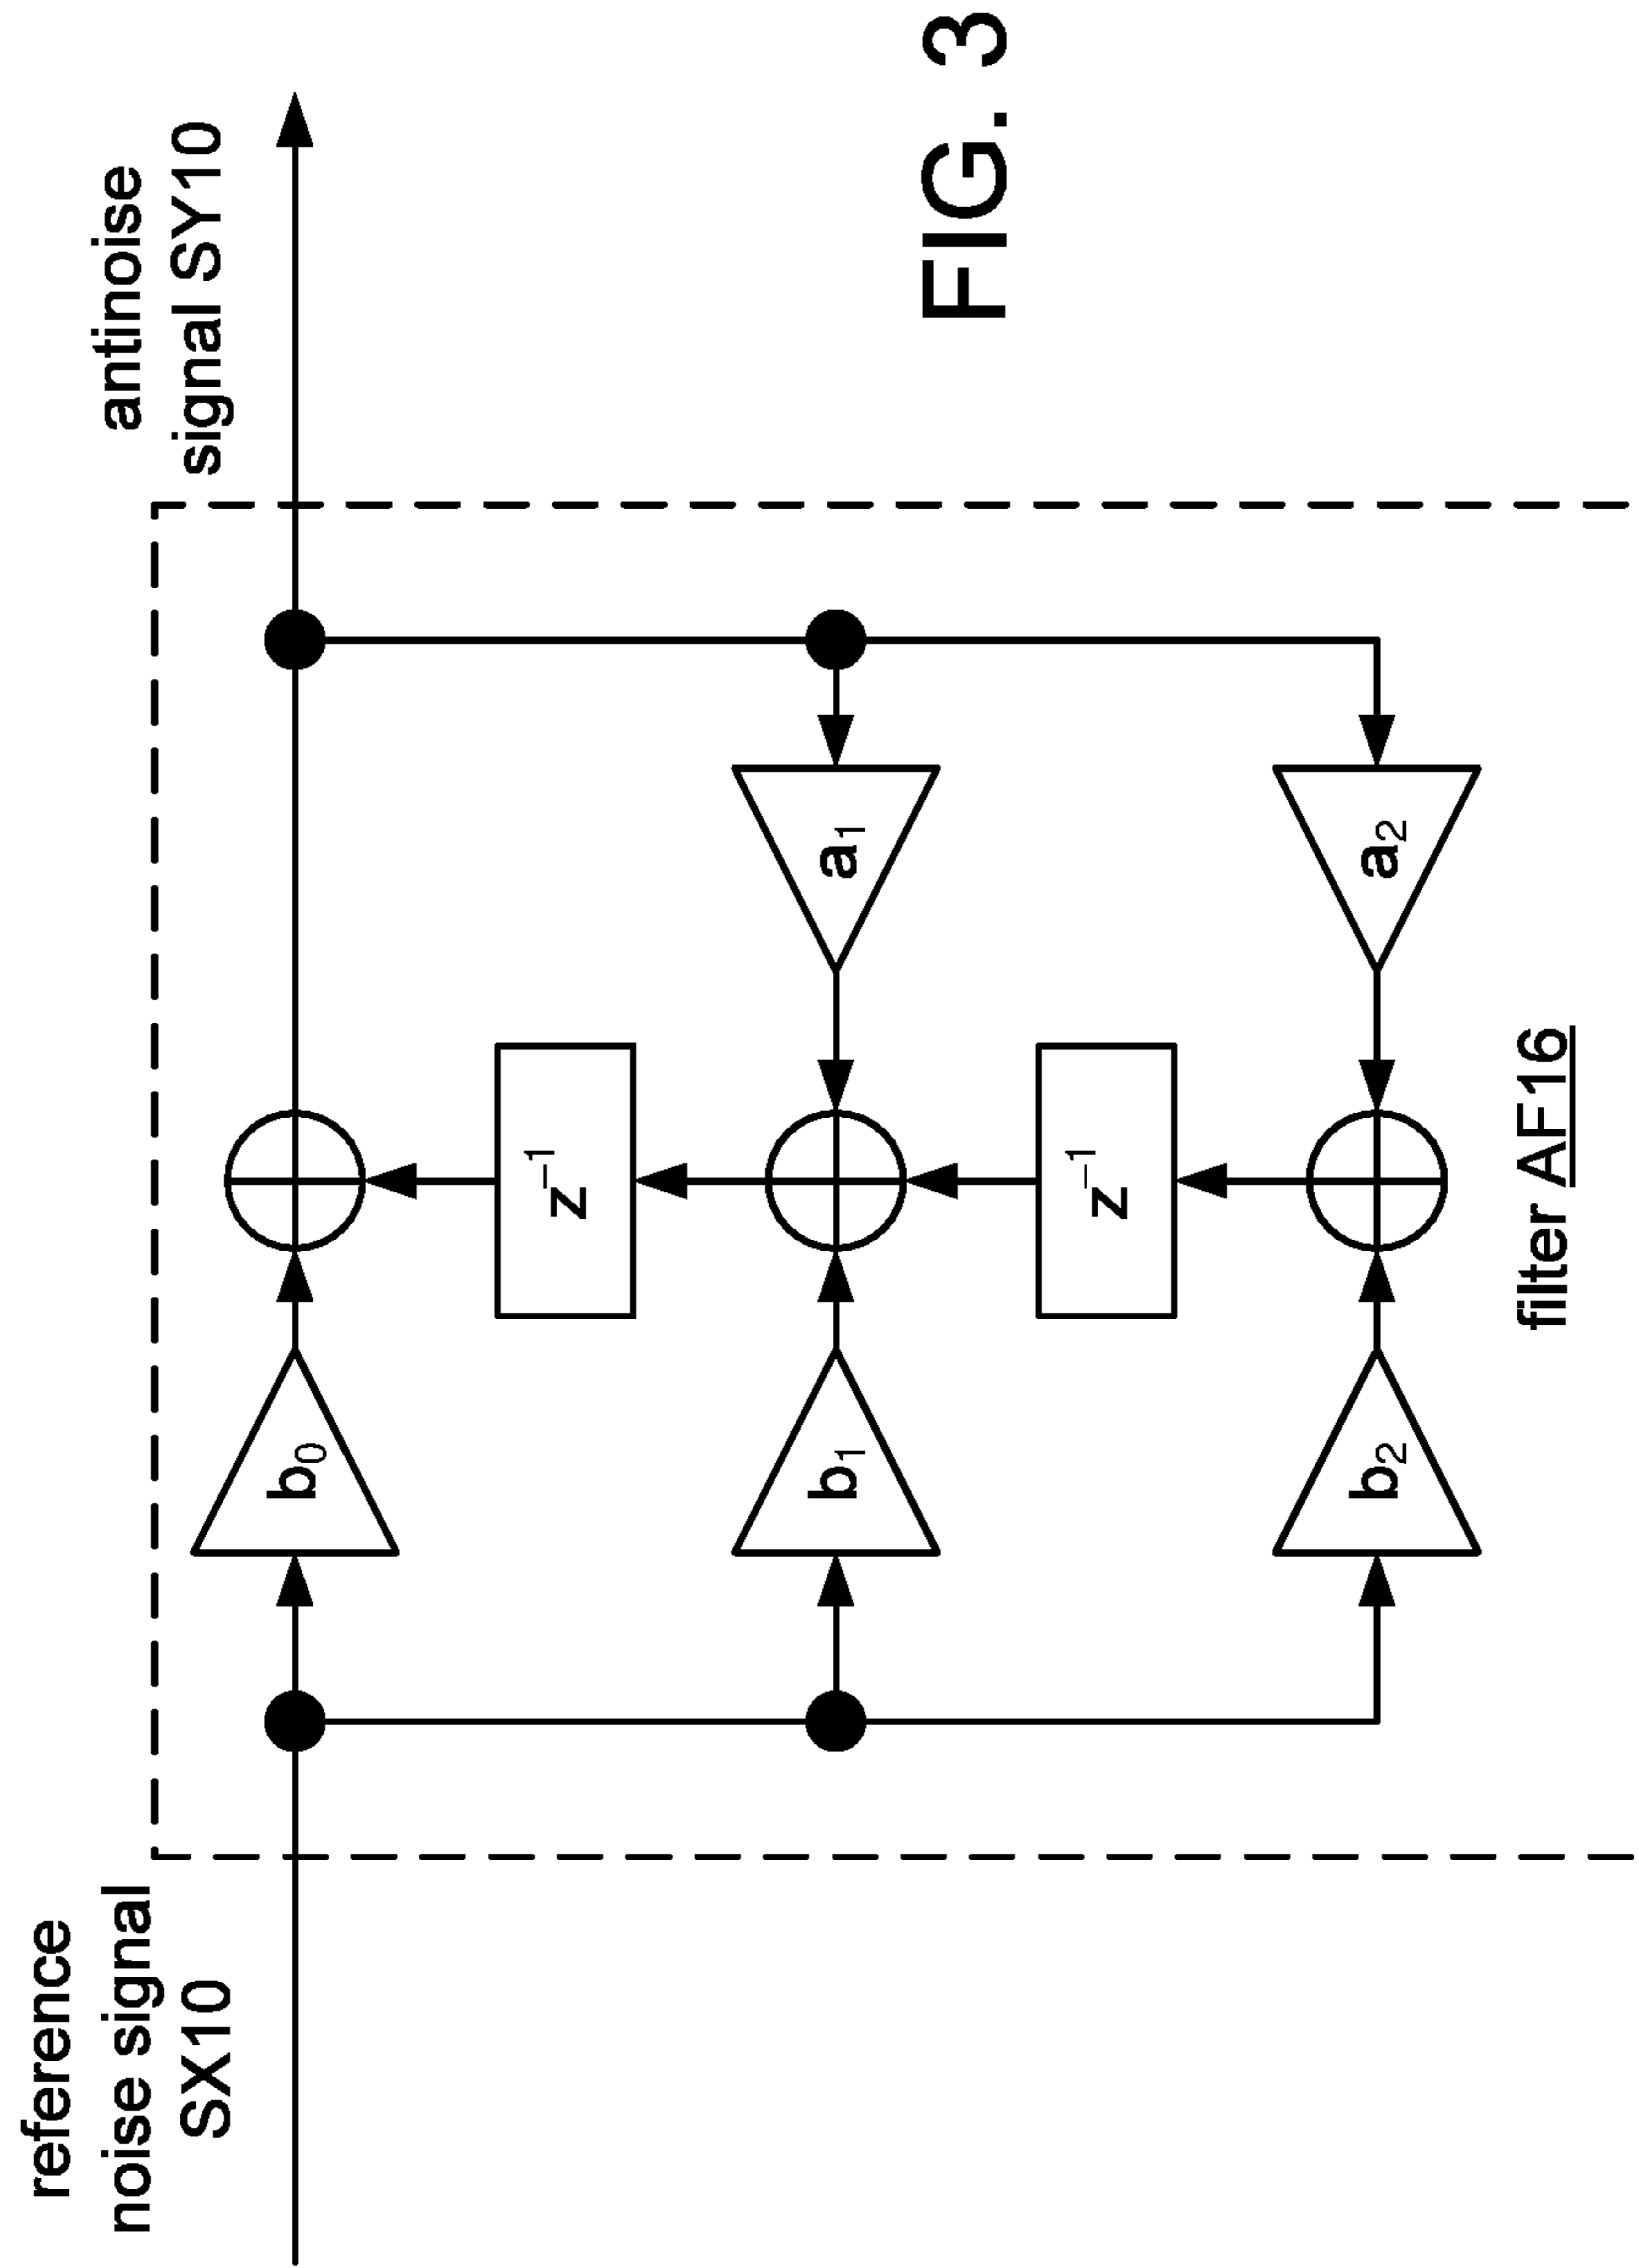 reference
noise signal
SX10
antinoise
signal SY10
b₀
z⁻¹
b₁
a₁
z⁻¹
b₂
a₂
filter AF16
FIG. 3